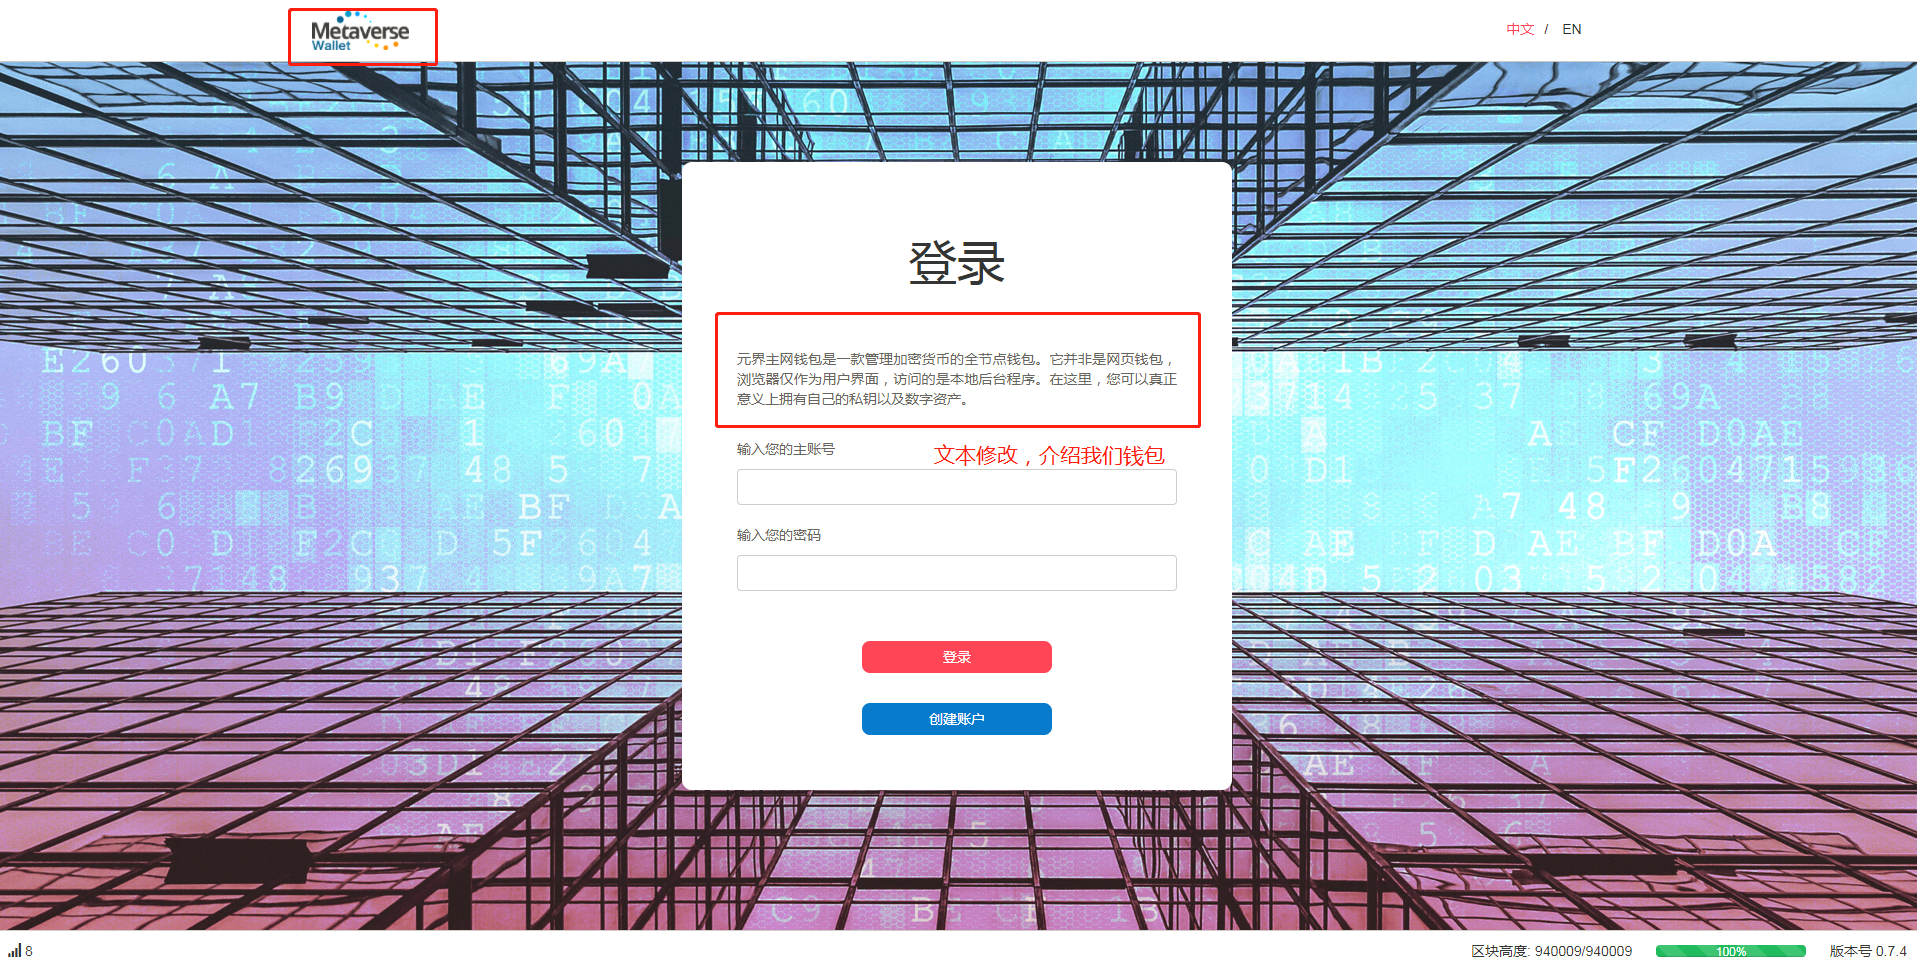 Metaverse
Wallet
中文 / EN
登录
元界主网钱包是一款管理加密货币的全节点钱包。它并非是网页钱包，
浏览器仅作为用户界面，访问的是本地后台程序。在这里，您可以真正
意义上拥有自己的私钥以及数字资产。
输入您的主账号
文本修改，介绍我们钱包
输入您的密码
登录
创建账户
8
区块高度: 940009/940009
100%
版本号 0.7.4